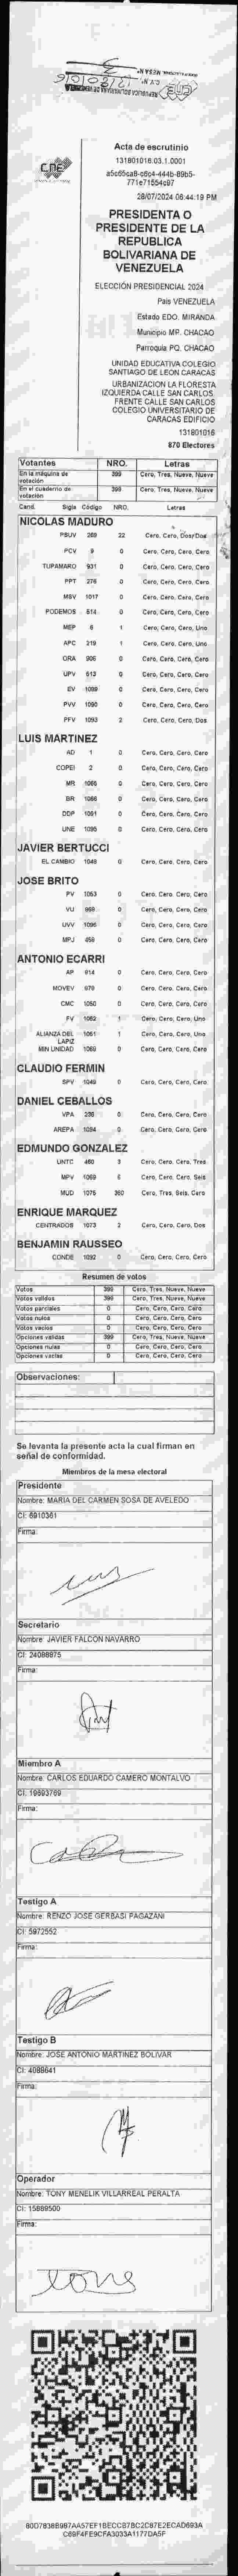 CNE
Acta de escrutinio
131801016.03.1.0001
771e71554c97
28/07/2024 06:44:19 PM
PRESIDENTA O
PRESIDENTE DE LA
REPUBLICA
BOLIVARIANA DE
VENEZUELA
ELECCIÓN PRESIDENCIAL 2024
País VENEZUELA
Estado EDO. MIRANDA
Municipio MP. CHACAO
Parroquia PQ. CHACAO
UNIDAD EDUCATIVA COLEGIO
SANTIAGO DE LEON CARACAS
URBANIZACION LA FLORESTA
IZQUIERDA CALLE SAN CARLOS.
FRENTE CALLE SAN CARLOS
COLEGIO UNIVERSITARIO DE
CARACAS EDIFICIO
131801016
870 Electores
Votantes NRO. Letras
En la máquina de votación 399 Cero, Tres, Nueve, Nueve
En el cuaderno de votación 399 Cero, Tres, Nueve, Nueve
Cand. Sigla Código NRO. Letras
NICOLAS MADURO
PSUV 269 22 Cero, Cero, Dos, Dos
PCV 9 0 Cero, Cero, Cero, Cero
TUPAMARO 931 0 Cero, Cero, Cero, Cero
PPT 276 0 Cero, Cero, Cero, Cero
MSV 1017 0 Cero, Cero, Cero, Cero
PODEMOS 614 0 Cero, Cero, Cero, Cero
MEP 6 1 Cero, Cero, Cero, Uno
APC 219 1 Cero, Cero, Cero, Uno
ORA 906 0 Cero, Cero, Cero, Cero
UPV 513 0 Cero, Cero, Cero, Cero
EV 1089 0 Cero, Cero, Cero, Cero
PVV 1090 0 Cero, Cero, Cero, Cero
PFV 1093 2 Cero, Cero, Cero, Dos
LUIS MARTINEZ
AD 1 0 Cero, Cero, Cero, Cero
COPEI 2 0 Cero, Cero, Cero, Cero
MR 0 Cero, Cero, Cero, Cero
BR 0 Cero, Cero, Cero, Cero
DDP 1091 0 Cero, Cero, Cero, Cero
UNE 1095 0 Cero, Cero, Cero, Cero
JAVIER BERTUCCI
EL CAMBIO 1048 0 Cero, Cero, Cero, Cero
JOSE BRITO
PV 1053 0 Cero, Cero, Cero, Cero
VU 0 Cero, Cero, Cero, Cero
UVV 1096 0 Cero, Cero, Cero, Cero
MPJ 0 Cero, Cero, Cero, Cero
ANTONIO ECARRI
AP 914 0 Cero, Cero, Cero, Cero
MOVEV 979 0 Cero, Cero, Cero, Cero
CMC 1050 0 Cero, Cero, Cero, Cero
FV 1062 1 Cero, Cero, Cero, Uno
ALIANZA DEL LAPIZ 1051 1 Cero, Cero, Cero, Uno
MIN UNIDAD 1069 0 Cero, Cero, Cero, Cero
CLAUDIO FERMIN
SPV 1049 0 Cero, Cero, Cero, Cero
DANIEL CEBALLOS
VPA 236 0 Cero, Cero, Cero, Cero
AREPA 1094 0 Cero, Cero, Cero, Cero
EDMUNDO GONZALEZ
UNTC 460 3 Cero, Cero, Cero, Tres
MPV 1069 6 Cero, Cero, Cero, Seis
MUD 1075 360 Cero, Tres, Seis, Cero
ENRIQUE MARQUEZ
CENTRADOS 1073 2 Cero, Cero, Cero, Dos
BENJAMIN RAUSSEO
CONDE 1092 0 Cero, Cero, Cero, Cero
Resumen de votos
Votos 399 Cero, Tres, Nueve, Nueve
Votos validos 399 Cero, Tres, Nueve, Nueve
Votos parciales 0 Cero, Cero, Cero, Cero
Votos nulos 0 Cero, Cero, Cero, Cero
Votos vacios 0 Cero, Cero, Cero, Cero
Opciones validas 399 Cero, Tres, Nueve, Nueve
Opciones nulas 0 Cero, Cero, Cero, Cero
Opciones vacias 0 Cero, Cero, Cero, Cero
Observaciones:
Se levanta la presente acta la cual firman en
señal de conformidad.
Miembros de la mesa electoral
Presidente
Nombre: MARIA DEL CARMEN SOSA DE AVELEDO
CI: 6910361
Firma:
Secretario
Nombre: JAVIER FALCON NAVARRO
CI: 24088875
Firma:
Miembro A
Nombre: CARLOS EDUARDO CAMERO MONTALVO
CI: 19693769
Firma:
Testigo A
Nombre: RENZO JOSE GERBASI PAGAZANI
CI: 5972552
Firma:
Testigo B
Nombre: JOSE ANTONIO MARTINEZ BOLIVAR
CI: 4088641
Firma:
Operador
Nombre: TONY MENELIK VILLARREAL PERALTA
CI: 15889500
Firma: